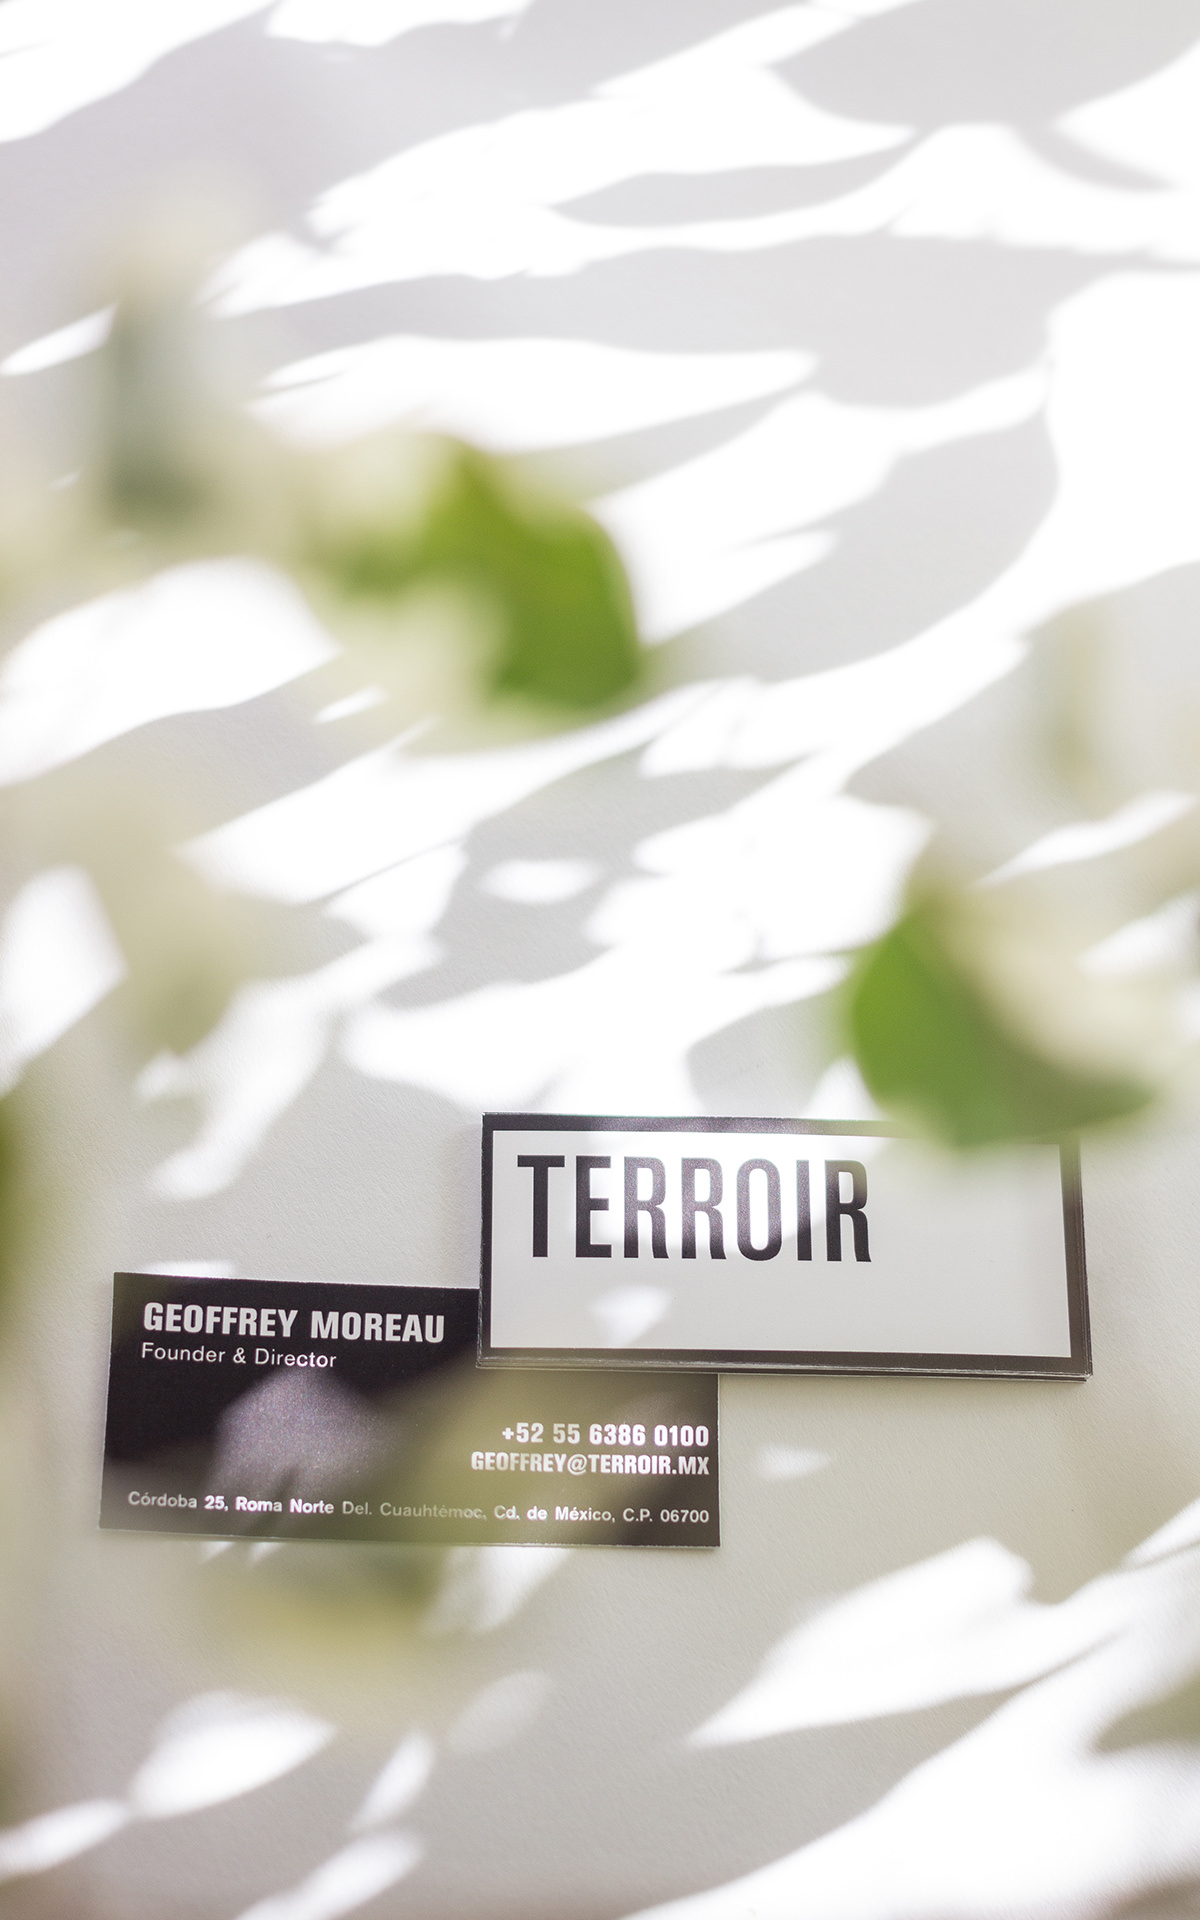 TERROIR
GEOFFREY MOREAU
Founder & Director
+52 55 6386 0100
GEOFFREY@TERROIR.MX
Córdoba 25, Roma Norte Del. Cuauhtémoc, Cd. de México, C.P. 06700